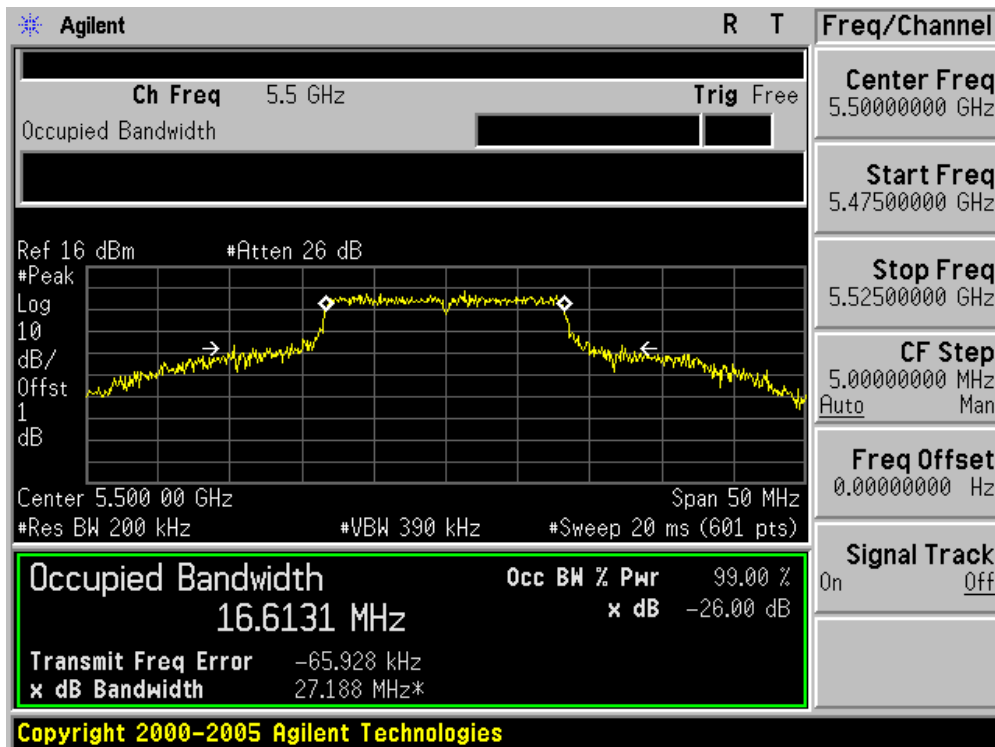 Agilent R T
Ch Freq 5.5 GHz Trig Free
Occupied Bandwidth
Ref 16 dBm #Atten 26 dB
#Peak
Log
10
dB/
Offst
1
dB
Center 5.500 00 GHz Span 50 MHz
#Res BW 200 kHz #VBW 390 kHz #Sweep 20 ms (601 pts)
Occupied Bandwidth
16.6131 MHz
Occ BW % Pwr 99.00 %
x dB -26.00 dB
Transmit Freq Error -65.928 kHz
x dB Bandwidth 27.188 MHz*
Copyright 2000-2005 Agilent Technologies
Freq/Channel
Center Freq
5.50000000 GHz
Start Freq
5.47500000 GHz
Stop Freq
5.52500000 GHz
CF Step
5.00000000 MHz
Auto Man
Freq Offset
0.00000000 Hz
Signal Track
On Off